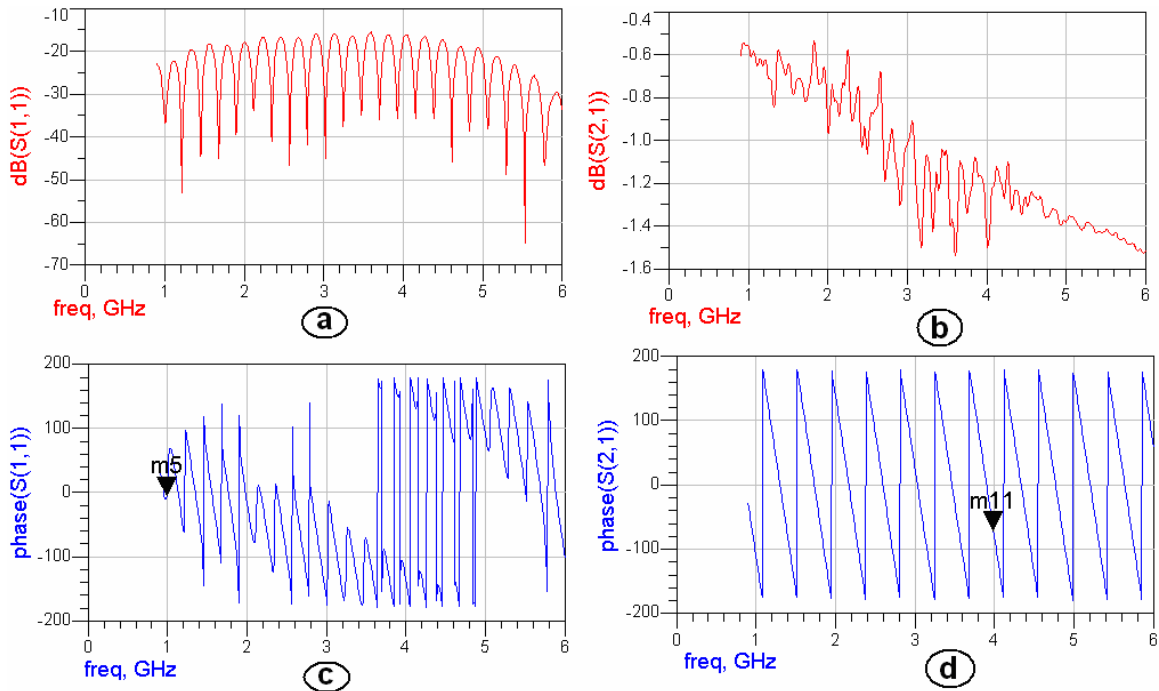 -10
-20
-30
-40
-50
-60
-70
dB(S(1,1))
0 1 2 3 4 5 6
freq, GHz
a
-0.4
-0.6
-0.8
-1.0
-1.2
-1.4
-1.6
dB(S(2,1))
0 1 2 3 4 5 6
freq, GHz
b
200
100
0
-100
-200
phase(S(1,1))
m5
0 1 2 3 4 5 6
freq, GHz
c
200
100
0
-100
-200
phase(S(2,1))
m11
0 1 2 3 4 5 6
freq, GHz
d